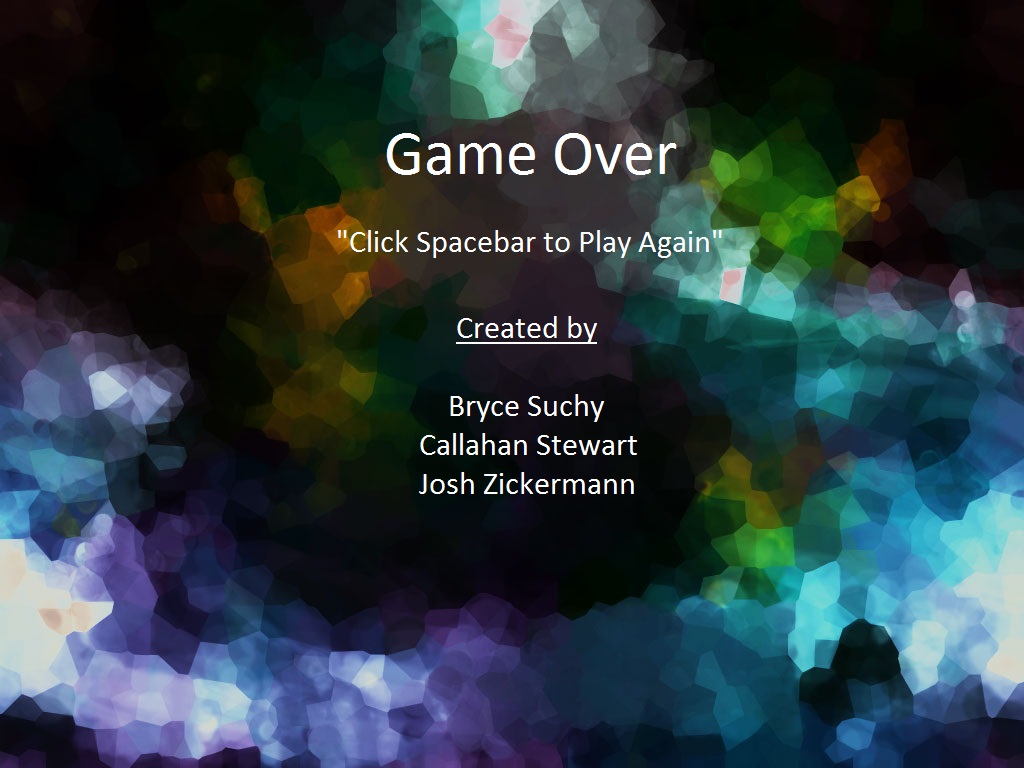 Game Over
"Click Spacebar to Play Again"
Created by
Bryce Suchy
Callahan Stewart
Josh Zickermann